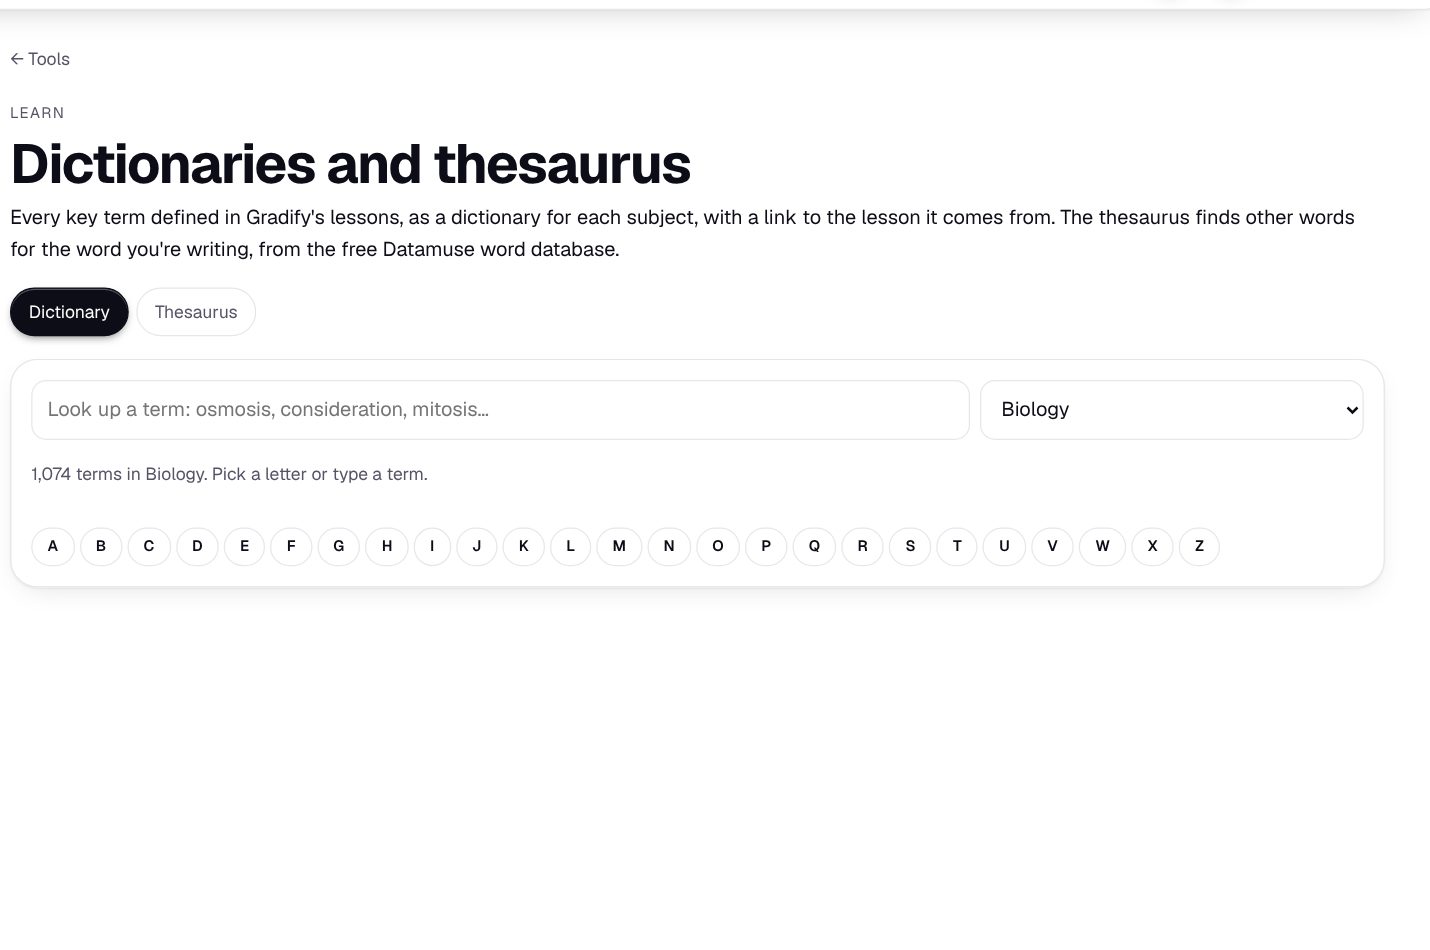 ← Tools
LEARN
Dictionaries and thesaurus
Every key term defined in Gradify's lessons, as a dictionary for each subject, with a link to the lesson it comes from. The thesaurus finds other words
for the word you're writing, from the free Datamuse word database.
Dictionary Thesaurus
Look up a term: osmosis, consideration, mitosis... Biology
1,074 terms in Biology. Pick a letter or type a term.
A B C D E F G H I J K L M N O P Q R S T U V W X Z